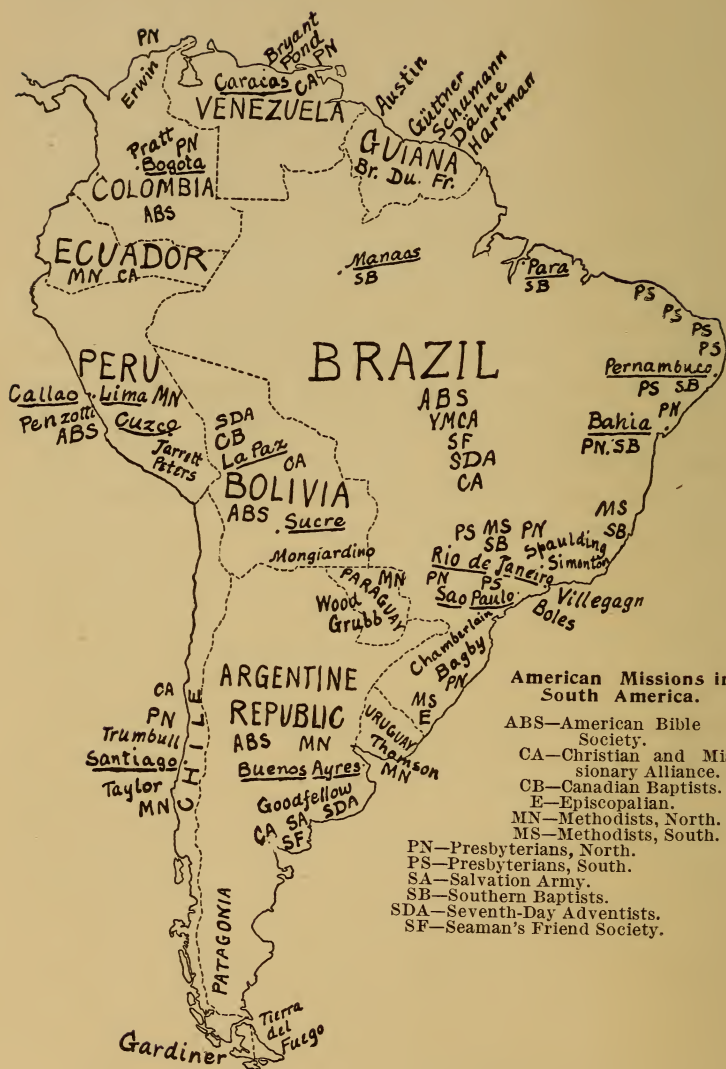 PN
Erwin
Bryant
Pond
PN
Caracas
CA
VENEZUELA
Austin
Güttner
Schumann
Dähne
Hartman
GUIANA
Br. Du. Fr.
Pratt PN
Bogota
COLOMBIA
ABS
ECUADOR
MN CA
Manaos
SB
Para
SB
PS
PS
PS
PS
Pernambuco
PS SB
PN
Bahia
PN. SB
PERU
Callao Lima MN
Penzotti
ABS
Cuzco
Jarrett
Peters
BRAZIL
ABS
YMCA
SF
SDA
CA
SDA
CB
La Paz
CA
BOLIVIA
ABS
Sucre
Mongiardino
MS
SB
PS MS PN
SB
Spaulding
Simonton
Rio de Janeiro
PN PS
Sao Paulo
Villegagn
Boles
PARAGUAY
MN
Wood
Grubb
Chamberlain
Bagby
PN
MS
E
URUGUAY
Thomson
MN
ARGENTINE
REPUBLIC
ABS MN
Buenos Ayres
Goodfellow
CA SA SDA
SF
CA
PN
Trumbull
Santiago
Taylor
MN
CHILE
PATAGONIA
Tierra
del
Fuego
Gardiner
American Missions in
South America.
ABS—American Bible
Society.
CA—Christian and Mis
sionary Alliance.
CB—Canadian Baptists.
E—Episcopalian.
MN—Methodists, North.
MS—Methodists, South.
PN—Presbyterians, North.
PS—Presbyterians, South.
SA—Salvation Army.
SB—Southern Baptists.
SDA—Seventh-Day Adventists.
SF—Seaman's Friend Society.